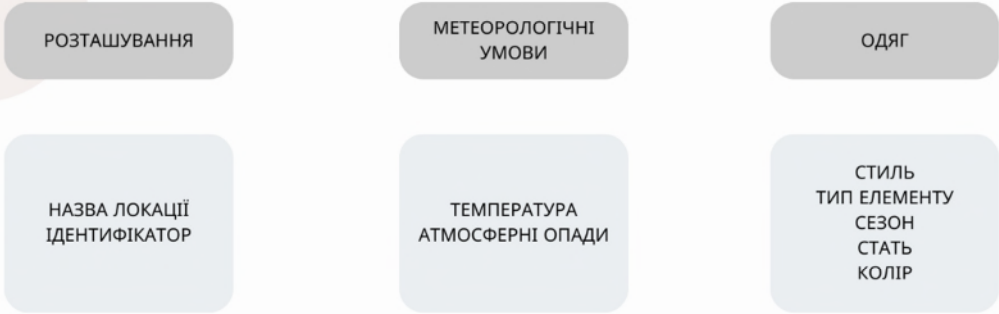 РОЗТАШУВАННЯ
МЕТЕОРОЛОГІЧНІ
УМОВИ
ОДЯГ
НАЗВА ЛОКАЦІЇ
ІДЕНТИФІКАТОР
ТЕМПЕРАТУРА
АТМОСФЕРНІ ОПАДИ
СТИЛЬ
ТИП ЕЛЕМЕНТУ
СЕЗОН
СТАТЬ
КОЛІР